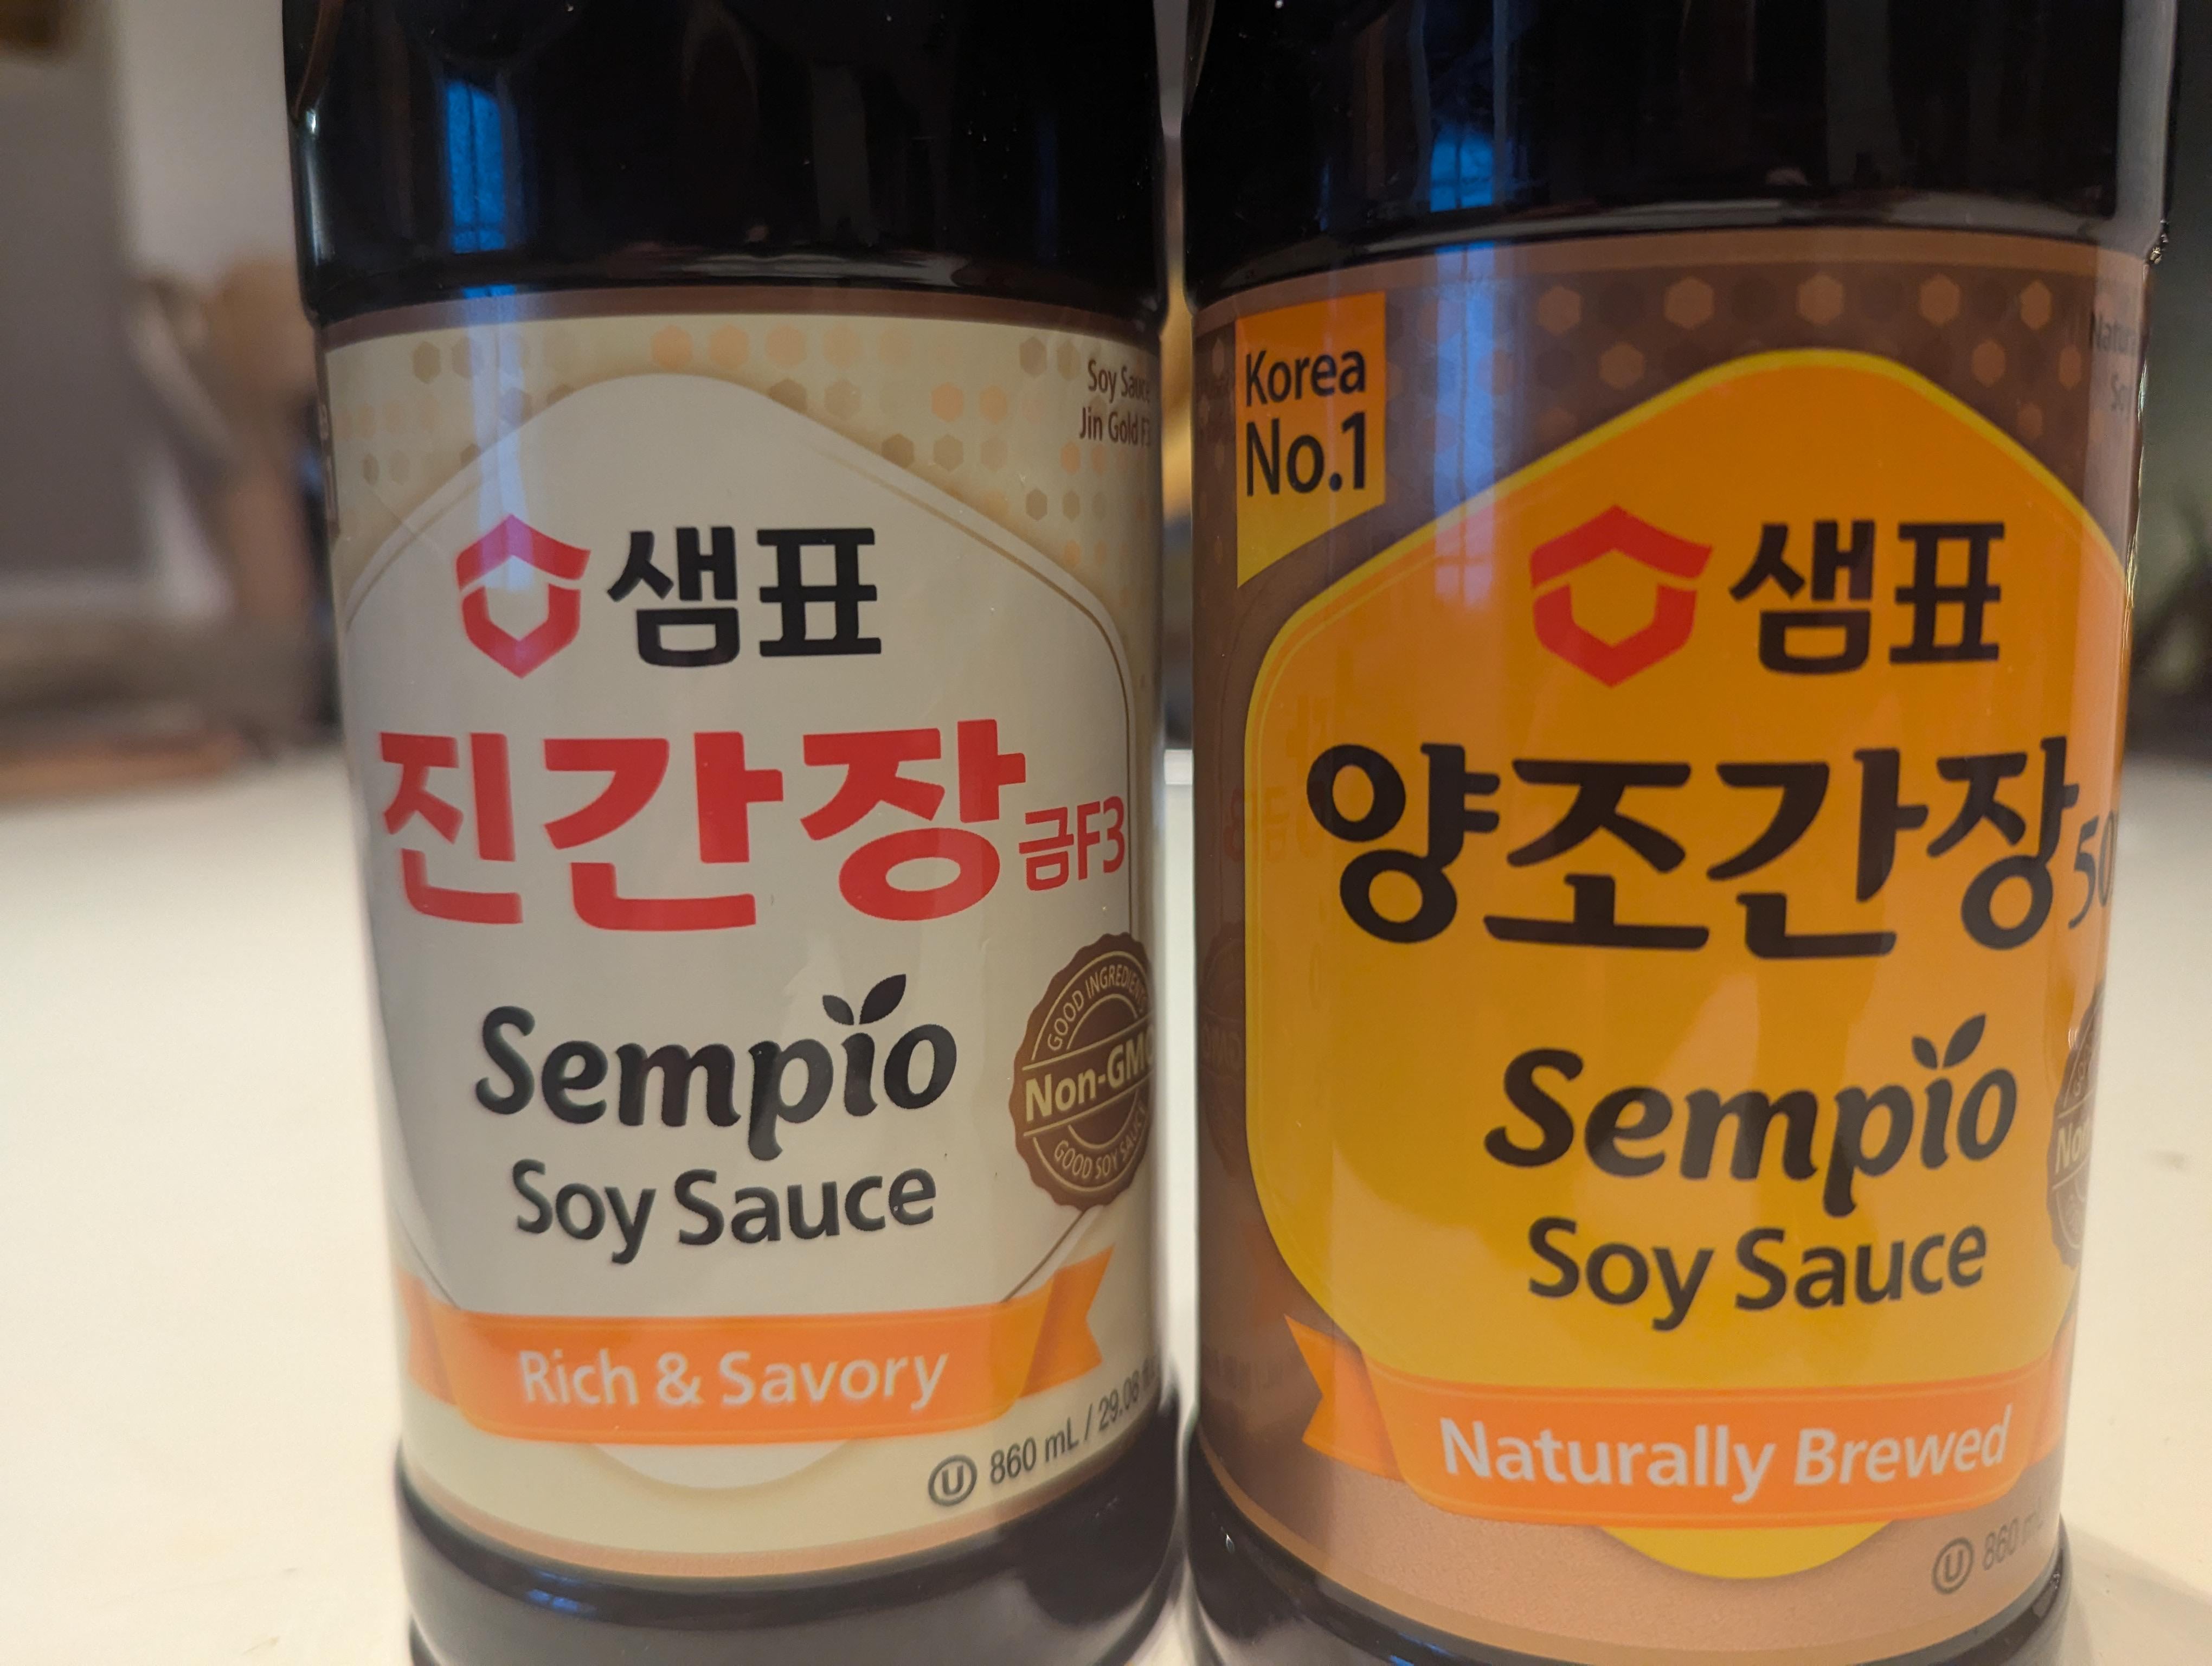 Soy Sauce
Jin Gold F3
샘표
진간장금F3
GOOD INGREDIENTS
Non-GMO
GOOD SOY SAUCE
Sempio
Soy Sauce
Rich & Savory
U 860 mL / 29.08
Korea
No.1
샘표
양조간장
Sempio
Soy Sauce
Naturally Brewed
U 860